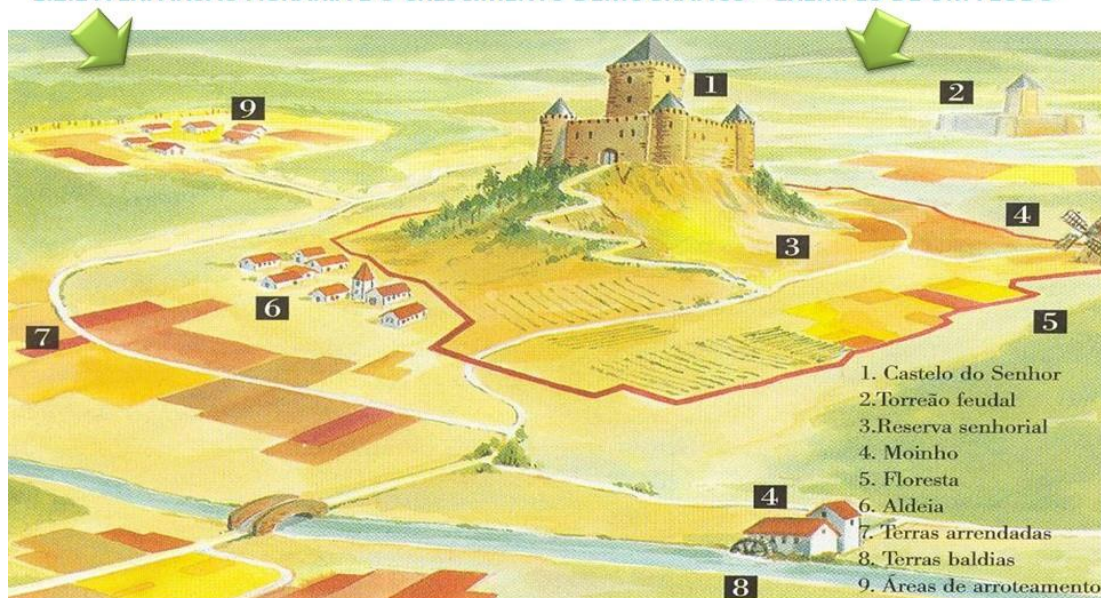 9
1
2
4
3
6
5
7
1. Castelo do Senhor
2.Torreão feudal
3.Reserva senhorial
4. Moinho
5. Floresta
4
6. Aldeia
7. Terras arrendadas
8. Terras baldias
8
9. Áreas de arroteamento